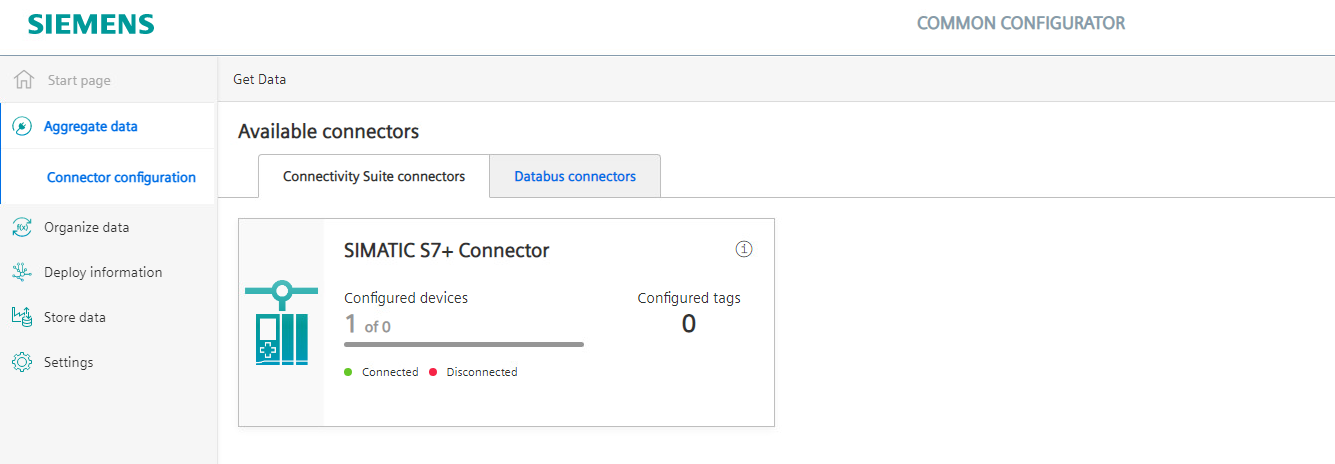 SIEMENS
COMMON CONFIGURATOR
Start page
Get Data
Aggregate data
Connector configuration
Organize data
Deploy information
Store data
Settings
Available connectors
Connectivity Suite connectors
Databus connectors
SIMATIC S7+ Connector
Configured devices
1 of 0
Configured tags
0
Connected
Disconnected